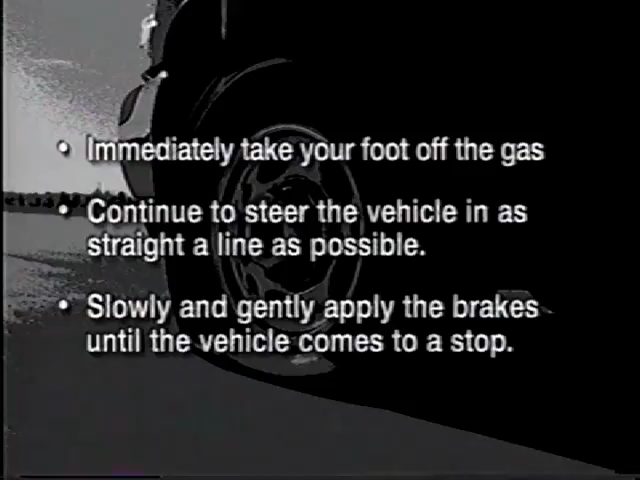 • Immediately take your foot off the gas
• Continue to steer the vehicle in as
straight a line as possible.
• Slowly and gently apply the brakes
until the vehicle comes to a stop.